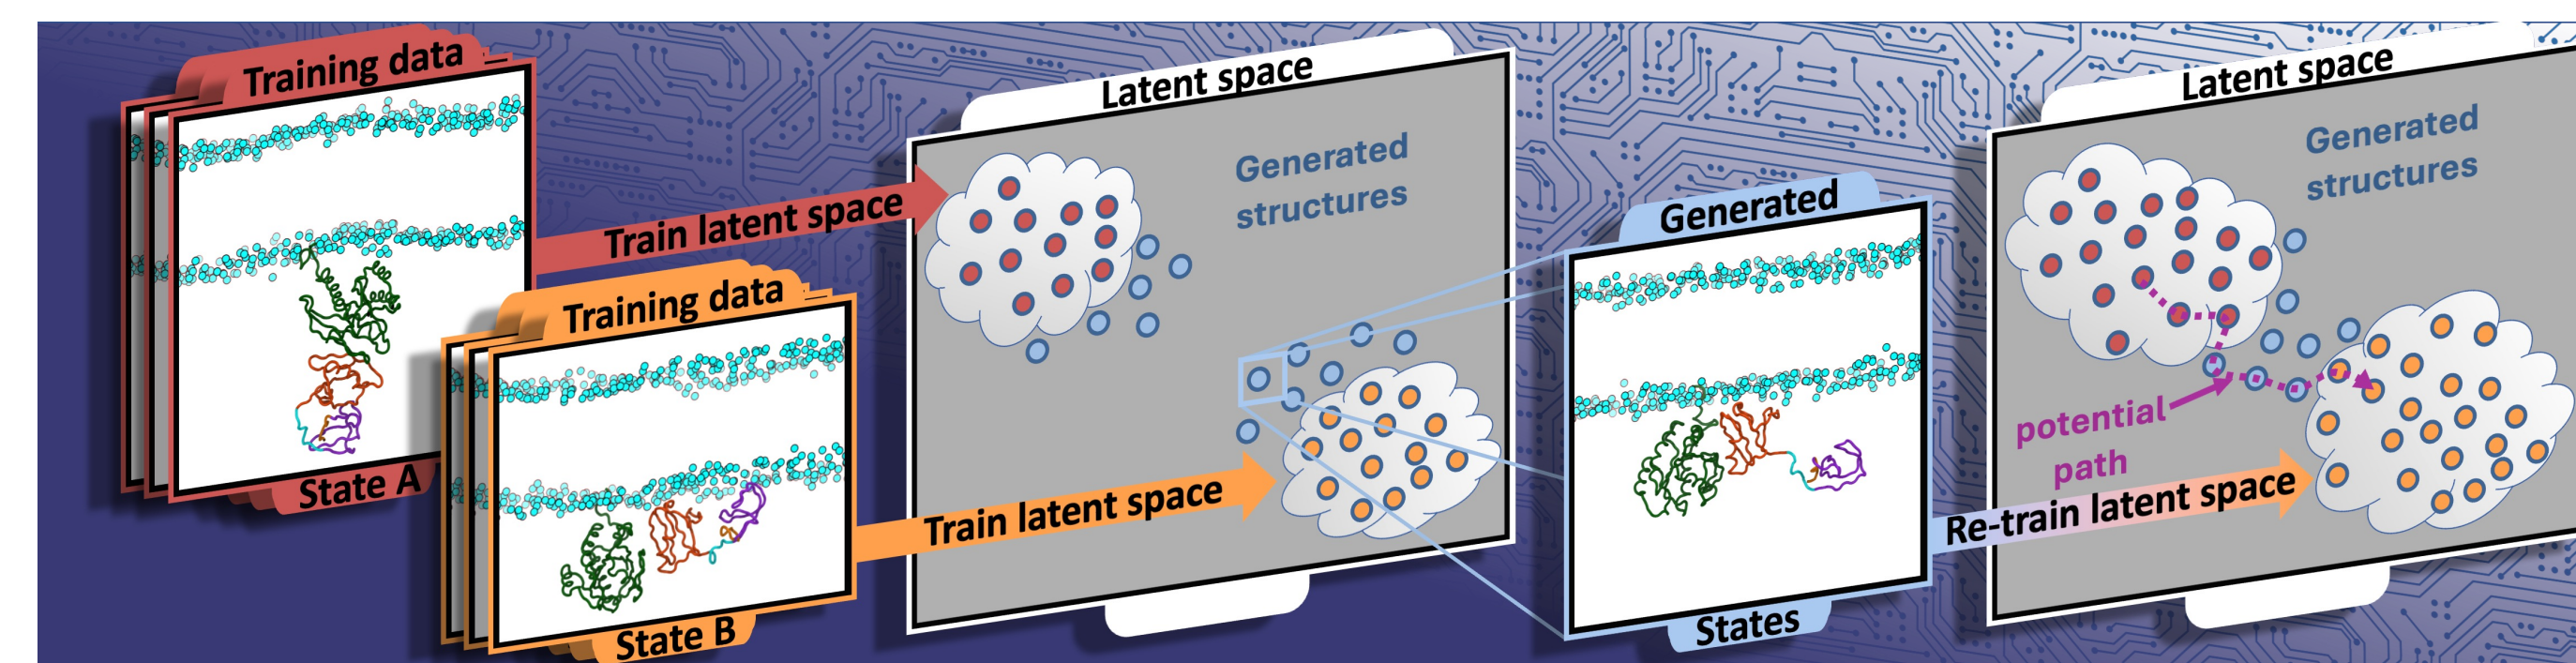 Training data
State A
Train latent space
Training data
State B
Train latent space
Latent space
Generated
structures
Generated
States
Re-train latent space
Latent space
Generated
structures
potential
path